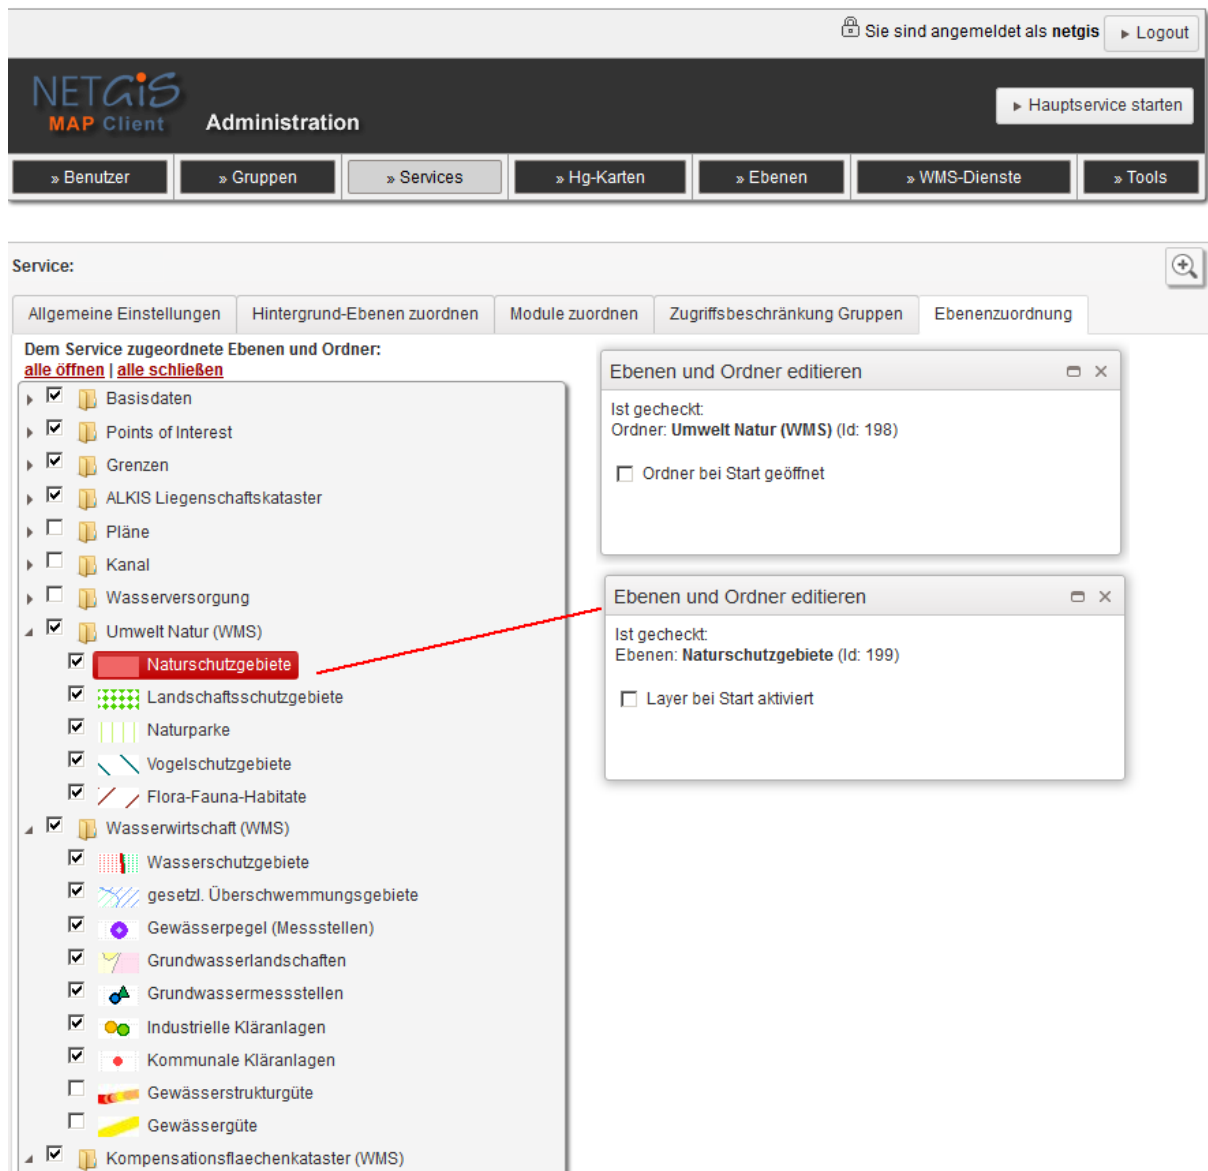 Sie sind angemeldet als netgis
▸ Logout
NETGiS
MAP Client
Administration
▸ Hauptservice starten
» Benutzer
» Gruppen
» Services
» Hg-Karten
» Ebenen
» WMS-Dienste
» Tools
Service:
Allgemeine Einstellungen
Hintergrund-Ebenen zuordnen
Module zuordnen
Zugriffsbeschränkung Gruppen
Ebenenzuordnung
Dem Service zugeordnete Ebenen und Ordner:
alle öffnen | alle schließen
Basisdaten
Points of Interest
Grenzen
ALKIS Liegenschaftskataster
Pläne
Kanal
Wasserversorgung
Umwelt Natur (WMS)
Naturschutzgebiete
Landschaftsschutzgebiete
Naturparke
Vogelschutzgebiete
Flora-Fauna-Habitate
Wasserwirtschaft (WMS)
Wasserschutzgebiete
gesetzl. Überschwemmungsgebiete
Gewässerpegel (Messstellen)
Grundwasserlandschaften
Grundwassermessstellen
Industrielle Kläranlagen
Kommunale Kläranlagen
Gewässerstrukturgüte
Gewässergüte
Kompensationsflaechenkataster (WMS)
Ebenen und Ordner editieren
Ist gecheckt:
Ordner: Umwelt Natur (WMS) (Id: 198)
Ordner bei Start geöffnet
Ebenen und Ordner editieren
Ist gecheckt:
Ebenen: Naturschutzgebiete (Id: 199)
Layer bei Start aktiviert